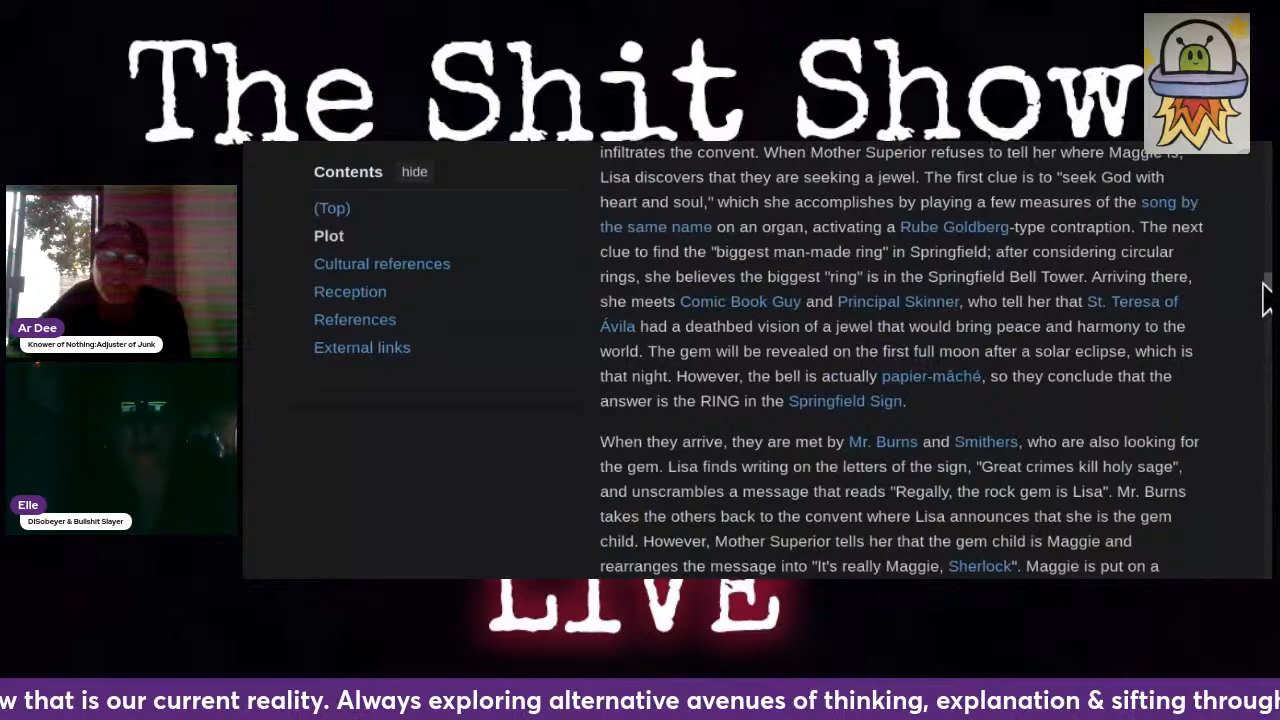 The Shit Show
Contents hide
(Top)
Plot
Cultural references
Reception
References
External links
infiltrates the convent. When Mother Superior refuses to tell her where Maggie is,
Lisa discovers that they are seeking a jewel. The first clue is to "seek God with
heart and soul," which she accomplishes by playing a few measures of the song by
the same name on an organ, activating a Rube Goldberg-type contraption. The next
clue to find the "biggest man-made ring" in Springfield; after considering circular
rings, she believes the biggest "ring" is in the Springfield Bell Tower. Arriving there,
she meets Comic Book Guy and Principal Skinner, who tell her that St. Teresa of
Ávila had a deathbed vision of a jewel that would bring peace and harmony to the
world. The gem will be revealed on the first full moon after a solar eclipse, which is
that night. However, the bell is actually papier-mâché, so they conclude that the
answer is the RING in the Springfield Sign.
When they arrive, they are met by Mr. Burns and Smithers, who are also looking for
the gem. Lisa finds writing on the letters of the sign, "Great crimes kill holy sage",
and unscrambles a message that reads "Regally, the rock gem is Lisa". Mr. Burns
takes the others back to the convent where Lisa announces that she is the gem
child. However, Mother Superior tells her that the gem child is Maggie and
rearranges the message into "It's really Maggie, Sherlock". Maggie is put on a
Ar Dee
Knower of Nothing:Adjuster of Junk
Elle
DISobeyer & Bullshit Slayer
LIVE
w that is our current reality. Always exploring alternative avenues of thinking, explanation & sifting through